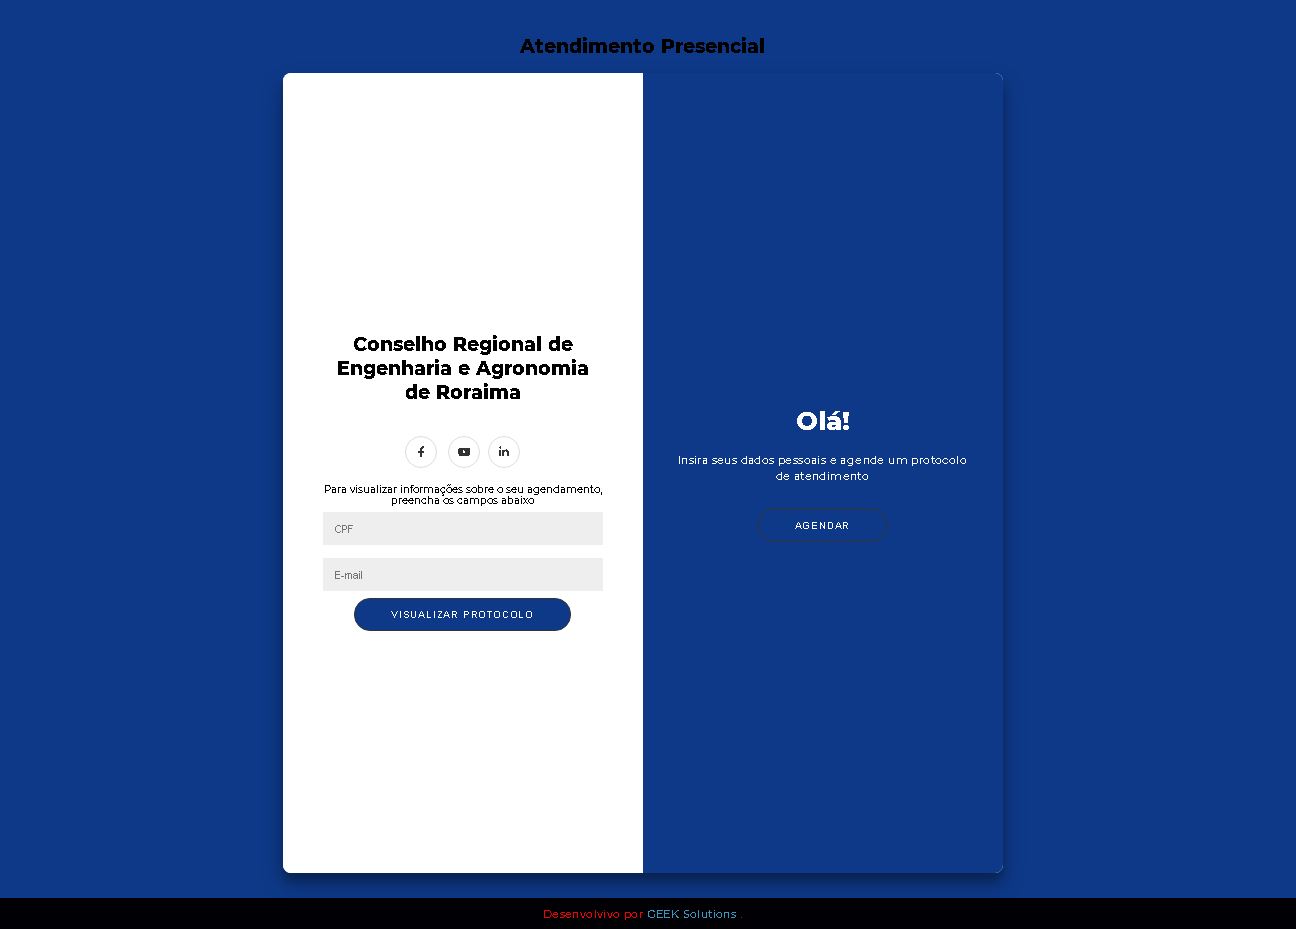 Atendimento Presencial
Conselho Regional de
Engenharia e Agronomia
de Roraima
Para visualizar informações sobre o seu agendamento,
preencha os campos abaixo
CPF
E-mail
VISUALIZAR PROTOCOLO
Olá!
Insira seus dados pessoais e agende um protocolo
de atendimento
AGENDAR
Desenvolvivo por GEEK Solutions .